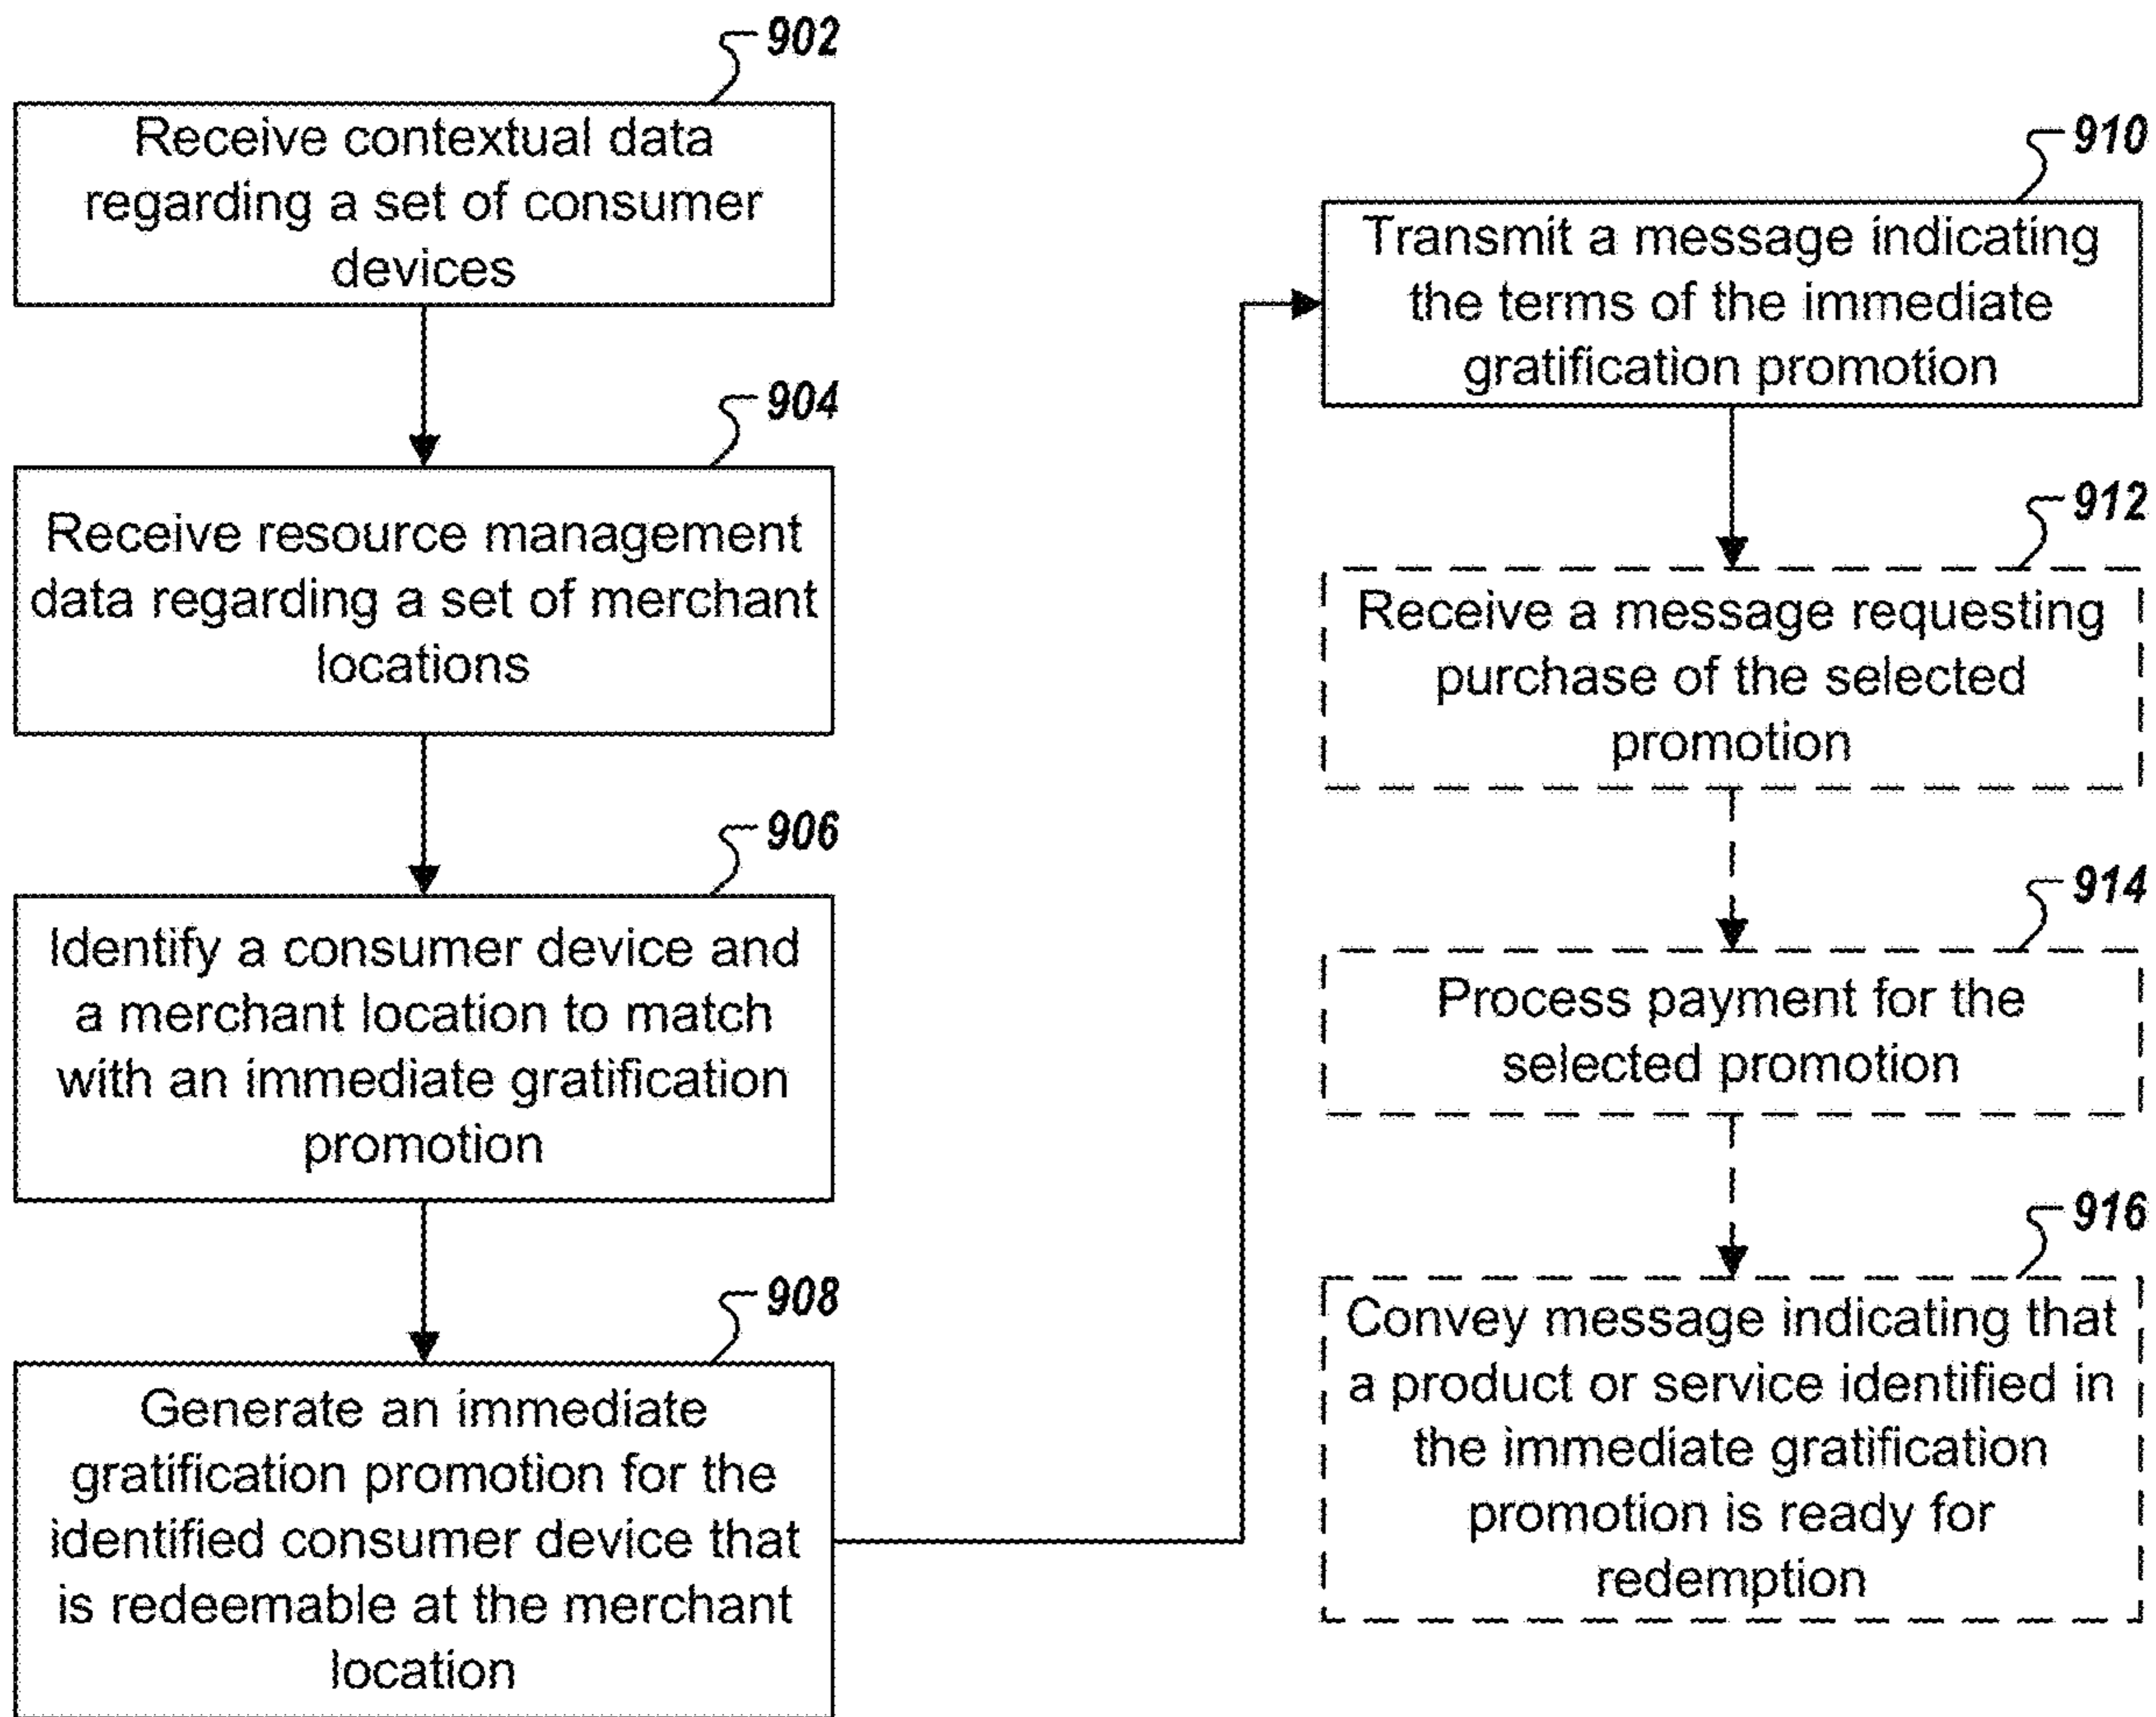 902
Receive contextual data
regarding a set of consumer
devices
904
Receive resource management
data regarding a set of merchant
locations
906
Identify a consumer device and
a merchant location to match
with an immediate gratification
promotion
908
Generate an immediate
gratification promotion for the
identified consumer device that
is redeemable at the merchant
location
910
Transmit a message indicating
the terms of the immediate
gratification promotion
912
Receive a message requesting
purchase of the selected
promotion
914
Process payment for the
selected promotion
916
Convey message indicating that
a product or service identified in
the immediate gratification
promotion is ready for
redemption